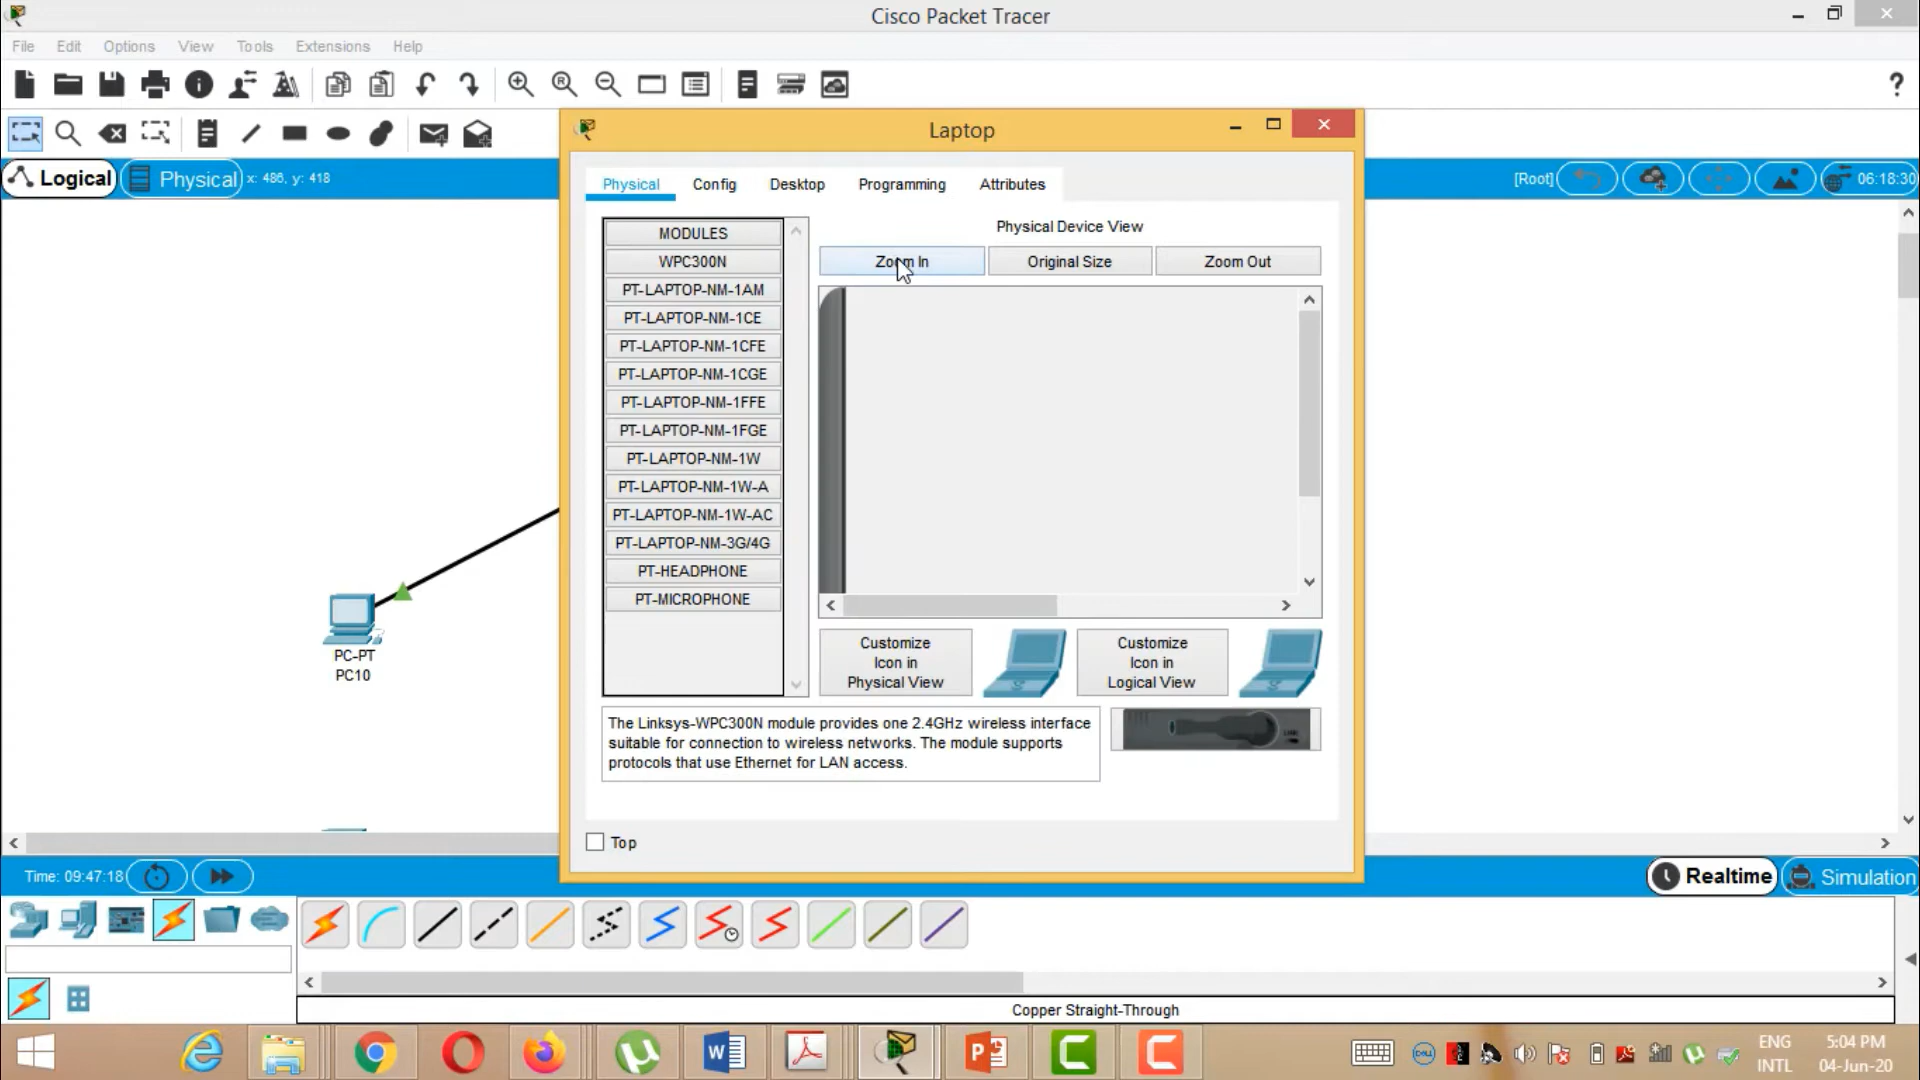 Cisco Packet Tracer
File Edit Options View Tools Extensions Help
?
Logical Physical x: 486, y: 418 [Root] 06:18:30
Laptop
Physical Config Desktop Programming Attributes
Physical Device View
Zoom In Original Size Zoom Out
MODULES
WPC300N
PT-LAPTOP-NM-1AM
PT-LAPTOP-NM-1CE
PT-LAPTOP-NM-1CFE
PT-LAPTOP-NM-1CGE
PT-LAPTOP-NM-1FFE
PT-LAPTOP-NM-1FGE
PT-LAPTOP-NM-1W
PT-LAPTOP-NM-1W-A
PT-LAPTOP-NM-1W-AC
PT-LAPTOP-NM-3G/4G
PT-HEADPHONE
PT-MICROPHONE
Customize
Icon in
Physical View
Customize
Icon in
Logical View
The Linksys-WPC300N module provides one 2.4GHz wireless interface
suitable for connection to wireless networks. The module supports
protocols that use Ethernet for LAN access.
Top
PC-PT
PC10
Time: 09:47:18 Realtime Simulation
Copper Straight-Through
ENG
INTL
5:04 PM
04-Jun-20